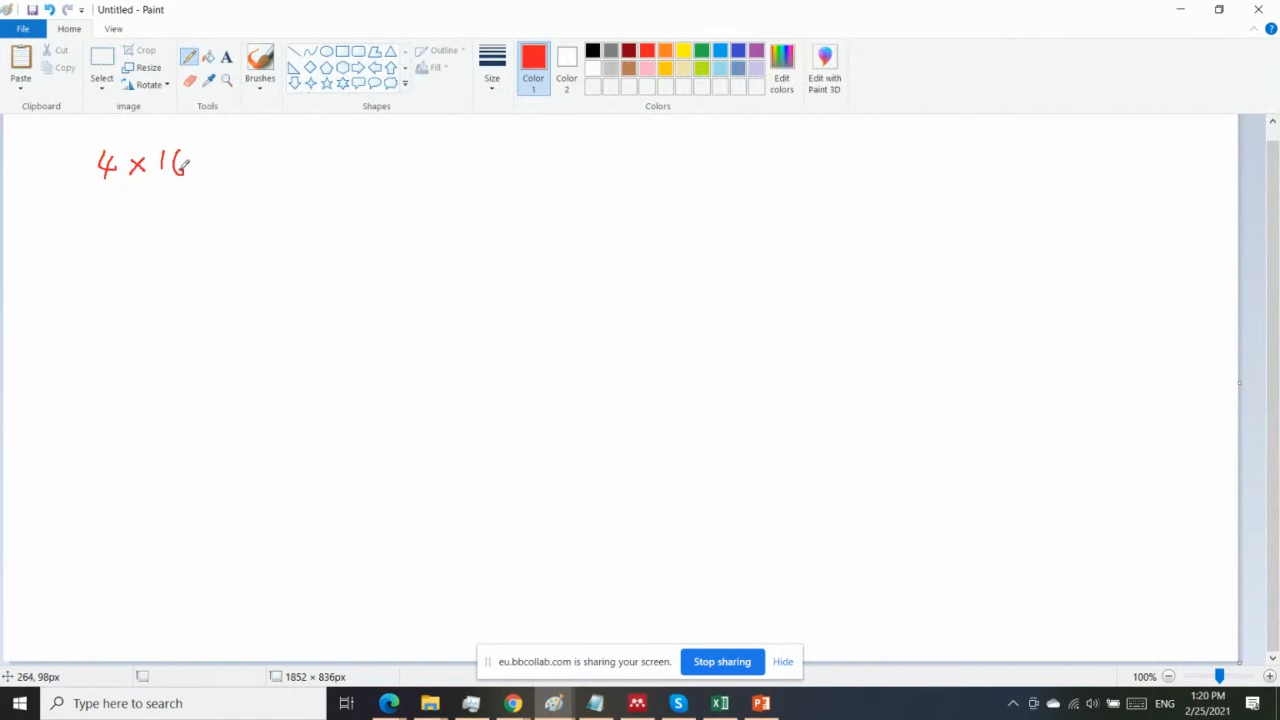 Untitled - Paint
File Home View
Paste Cut Copy
Clipboard
Select Crop Resize Rotate
Image
Tools
Brushes
Outline Fill
Shapes
Size
Color 1
Color 2
Edit colors
Colors
Edit with Paint 3D
4 x 16
eu.bbcollab.com is sharing your screen. Stop sharing Hide
264, 98px 1852 × 836px 100%
Type here to search
ENG
1:20 PM
2/25/2021